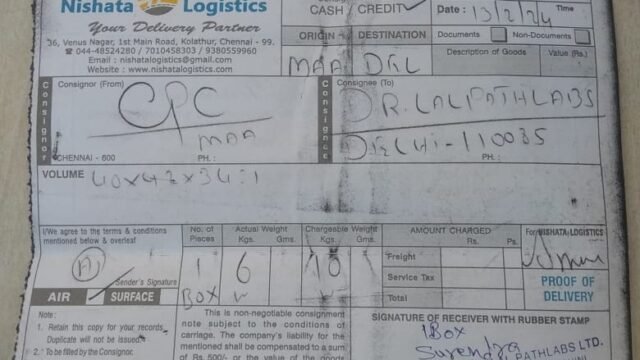 Nishata Logistics
Your Delivery Partner
36, Venus Nagar, 1st Main Road, Kolathur, Chennai - 99.
☎ 044-48524280 / 7010458303 / 9380559960
Email : nishatalogistics@gmail.com
Website : www.nishatalogistics.com
CASH / CREDIT
Date : 13/2/24 Time
ORIGIN DESTINATION
Documents Non-Documents
MAA DEL
Description of Goods Value (Rs.)
Consignor
Consignor (From)
CPC
MAA
CHENNAI - 600 PH. :
Consignee
Consignee (To)
DR. LALPATHLABS
DELHI-110085
PH. :
VOLUME 40x42x34:1
I/We agree to the terms & conditions
mentioned below & overleaf
Sender's Signature
AIR SURFACE
No. of Pieces
Actual Weight
Kgs. Gms.
Chargeable Weight
Kgs. Gms.
1 6 10
BOX
AMOUNT CHARGED
Rs. Ps.
Freight
Service Tax
Total
For NISHATA LOGISTICS
PROOF OF
DELIVERY
Note :
1. Retain this copy for your records,
Duplicate will not be issued
2. To be filled by the Consignor.
This is non-negotiable consignment
note subject to the conditions of
carriage. The company's liability for
the mentioned shall be compensated to a sum
of Rs. 500/- or the value of the goods
SIGNATURE OF RECEIVER WITH RUBBER STAMP
1Box
Surendra
PATHLABS LTD.